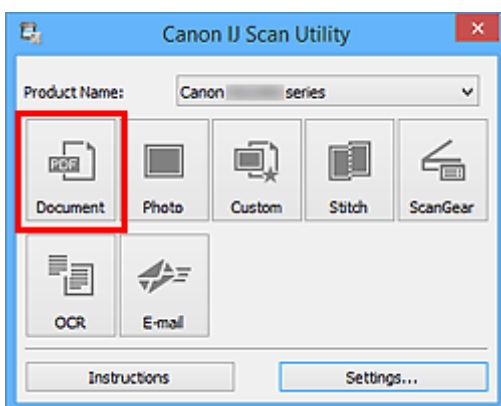 Canon IJ Scan Utility
Product Name: Canon series
PDF
Document Photo Custom Stitch ScanGear
OCR E-mail
Instructions Settings...